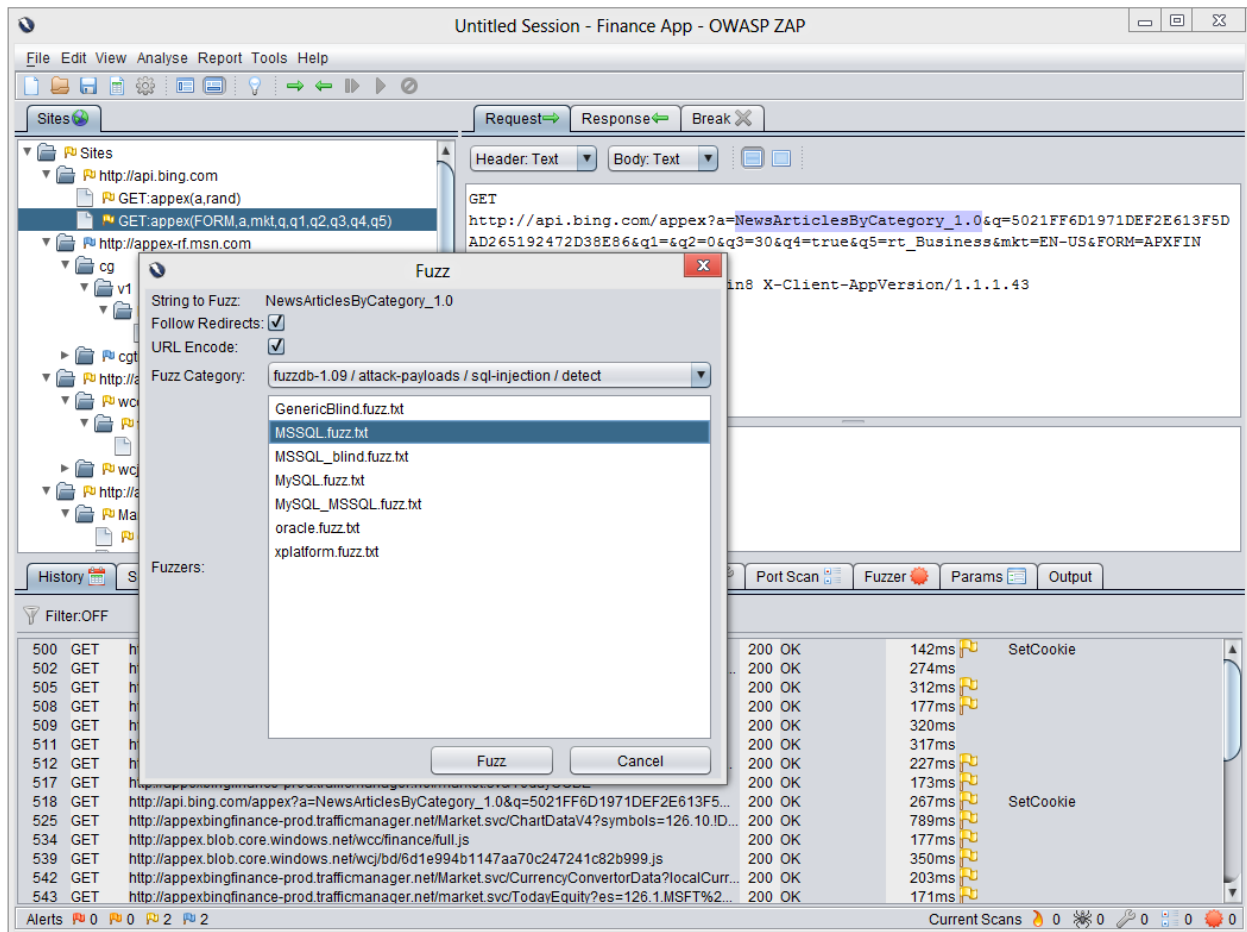 Untitled Session - Finance App - OWASP ZAP
File Edit View Analyse Report Tools Help
Sites
Request Response Break
Sites
http://api.bing.com
GET:appex(a,rand)
GET:appex(FORM,a,mkt,q,q1,q2,q3,q4,q5)
http://appex-rf.msn.com
cg
v1
Header: Text Body: Text
GET
http://api.bing.com/appex?a=NewsArticlesByCategory_1.0&q=5021FF6D1971DEF2E613F5D
AD265192472D38E86&q1=&q2=0&q3=30&q4=true&q5=rt_Business&mkt=EN-US&FORM=APXFIN
X-Client-AppVersion/1.1.1.43
Fuzz
String to Fuzz: NewsArticlesByCategory_1.0
Follow Redirects:
URL Encode:
Fuzz Category: fuzzdb-1.09 / attack-payloads / sql-injection / detect
GenericBlind.fuzz.txt
MSSQL.fuzz.txt
MSSQL_blind.fuzz.txt
MySQL.fuzz.txt
MySQL_MSSQL.fuzz.txt
oracle.fuzz.txt
xplatform.fuzz.txt
Fuzzers:
Fuzz Cancel
History Port Scan Fuzzer Params Output
Filter:OFF
500 GET 200 OK 142ms SetCookie
502 GET 200 OK 274ms
505 GET 200 OK 312ms
508 GET 200 OK 177ms
509 GET 200 OK 320ms
511 GET 200 OK 317ms
512 GET 200 OK 227ms
517 GET 200 OK 173ms
518 GET http://api.bing.com/appex?a=NewsArticlesByCategory_1.0&q=5021FF6D1971DEF2E613F5... 200 OK 267ms SetCookie
525 GET http://appexbingfinance-prod.trafficmanager.net/Market.svc/ChartDataV4?symbols=126.10.!D... 200 OK 789ms
534 GET http://appex.blob.core.windows.net/wcc/finance/full.js 200 OK 177ms
539 GET http://appex.blob.core.windows.net/wcj/bd/6d1e994b1147aa70c247241c82b999.js 200 OK 350ms
542 GET http://appexbingfinance-prod.trafficmanager.net/Market.svc/CurrencyConvertorData?localCurr... 200 OK 203ms
543 GET http://appexbingfinance-prod.trafficmanager.net/market.svc/TodayEquity?es=126.1.MSFT%2... 200 OK 171ms
Alerts 0 0 2 2 Current Scans 0 0 0 0 0